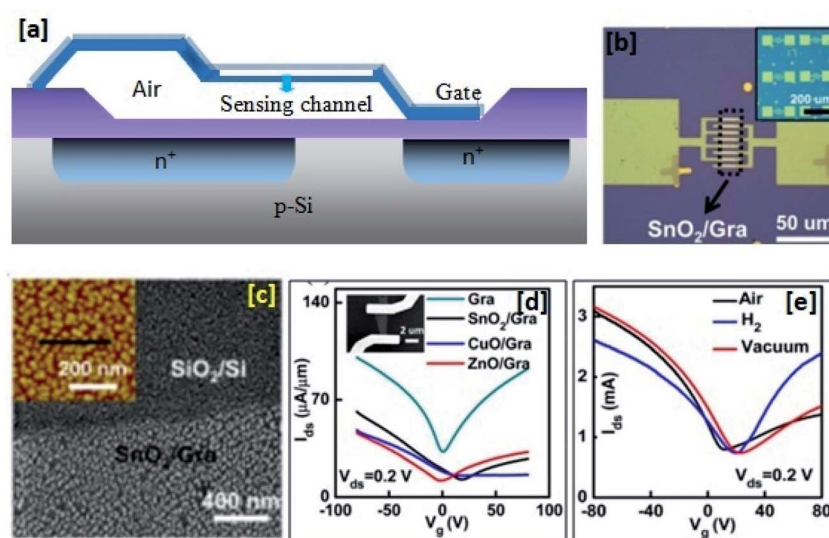 [a]
Air
Sensing channel
Gate
n+
n+
p-Si
[b]
200 um
SnO2/Gra
50 um
[c]
200 nm
SiO2/Si
SnO2/Gra
400 nm
[d]
140
70
0
Ids (μA/μm)
Gra
SnO2/Gra
CuO/Gra
ZnO/Gra
2 um
Vds=0.2 V
-100 -50 0 50 100
Vg (V)
[e]
3
2
1
0
Ids (mA)
Air
H2
Vacuum
Vds=0.2 V
-80 -40 0 40 80
Vg (V)